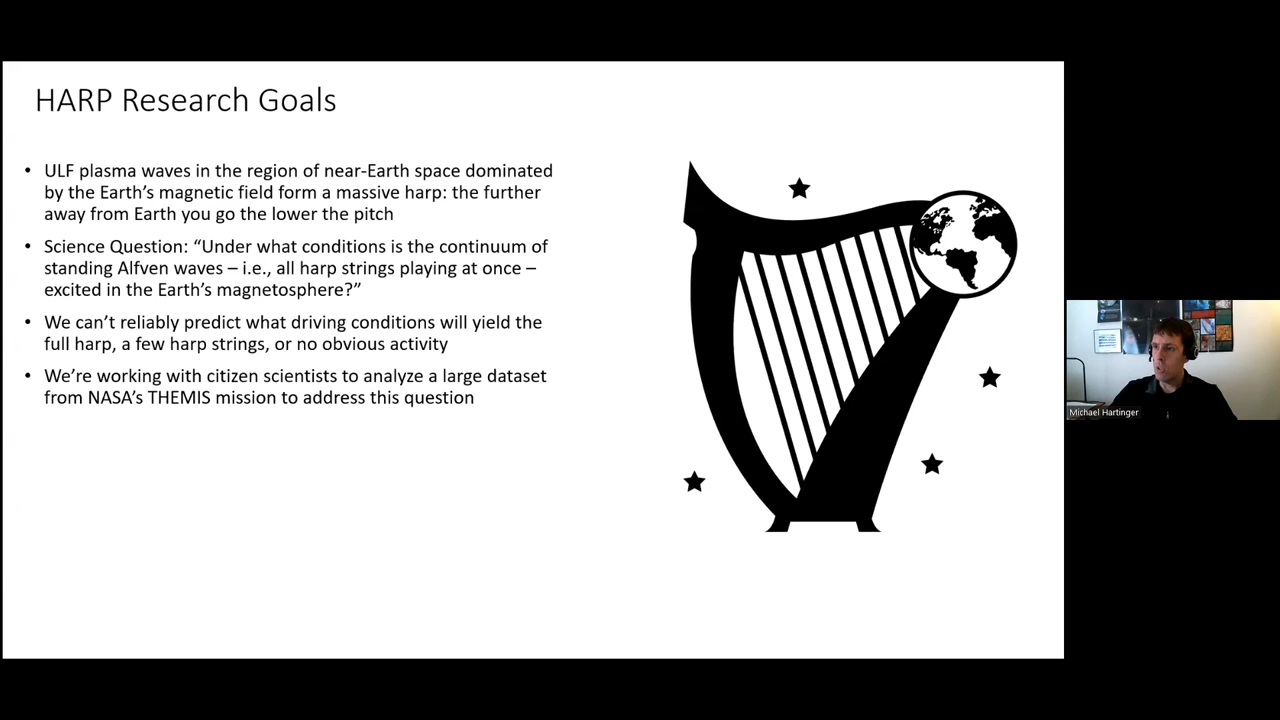 HARP Research Goals
• ULF plasma waves in the region of near-Earth space dominated
by the Earth's magnetic field form a massive harp: the further
away from Earth you go the lower the pitch
• Science Question: “Under what conditions is the continuum of
standing Alfven waves – i.e., all harp strings playing at once –
excited in the Earth's magnetosphere?”
• We can't reliably predict what driving conditions will yield the
full harp, a few harp strings, or no obvious activity
• We're working with citizen scientists to analyze a large dataset
from NASA's THEMIS mission to address this question
Michael Hartinger